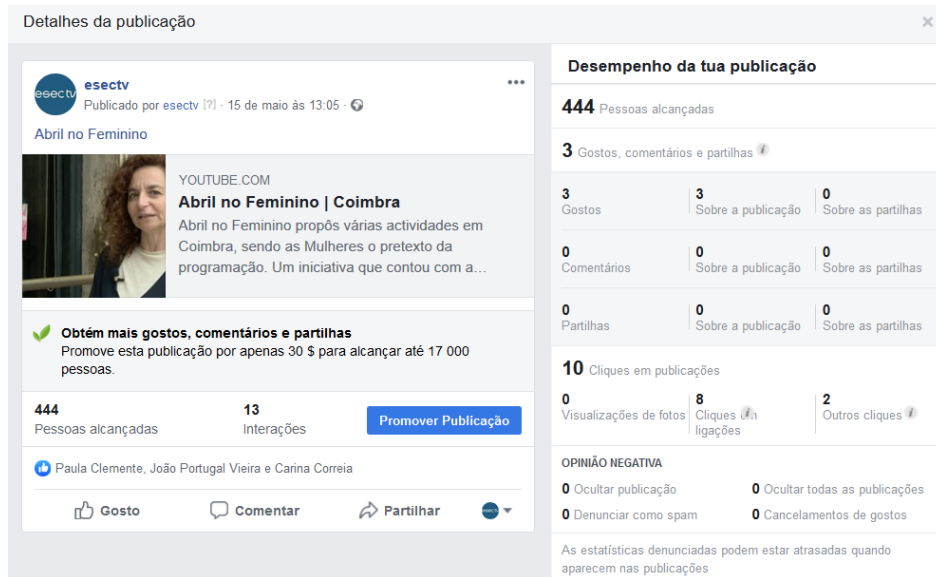 Detalhes da publicação
×
esectv
esectv
Publicado por esectv [?] · 15 de maio às 13:05 ·
Abril no Feminino
YOUTUBE.COM
Abril no Feminino | Coimbra
Abril no Feminino propôs várias actividades em
Coimbra, sendo as Mulheres o pretexto da
programação. Um iniciativa que contou com a…
Obtém mais gostos, comentários e partilhas
Promove esta publicação por apenas 30 $ para alcançar até 17 000
pessoas.
444
Pessoas alcançadas
13
Interações
Promover Publicação
Paula Clemente, João Portugal Vieira e Carina Correia
Gosto
Comentar
Partilhar
Desempenho da tua publicação
444 Pessoas alcançadas
3 Gostos, comentários e partilhas i
3
Gostos
3
Sobre a publicação
0
Sobre as partilhas
0
Comentários
0
Sobre a publicação
0
Sobre as partilhas
0
Partilhas
0
Sobre a publicação
0
Sobre as partilhas
10 Cliques em publicações
0
Visualizações de fotos
8
Cliques em
ligações
2
Outros cliques i
OPINIÃO NEGATIVA
0 Ocultar publicação
0 Ocultar todas as publicações
0 Denunciar como spam
0 Cancelamentos de gostos
As estatísticas denunciadas podem estar atrasadas quando
aparecem nas publicações